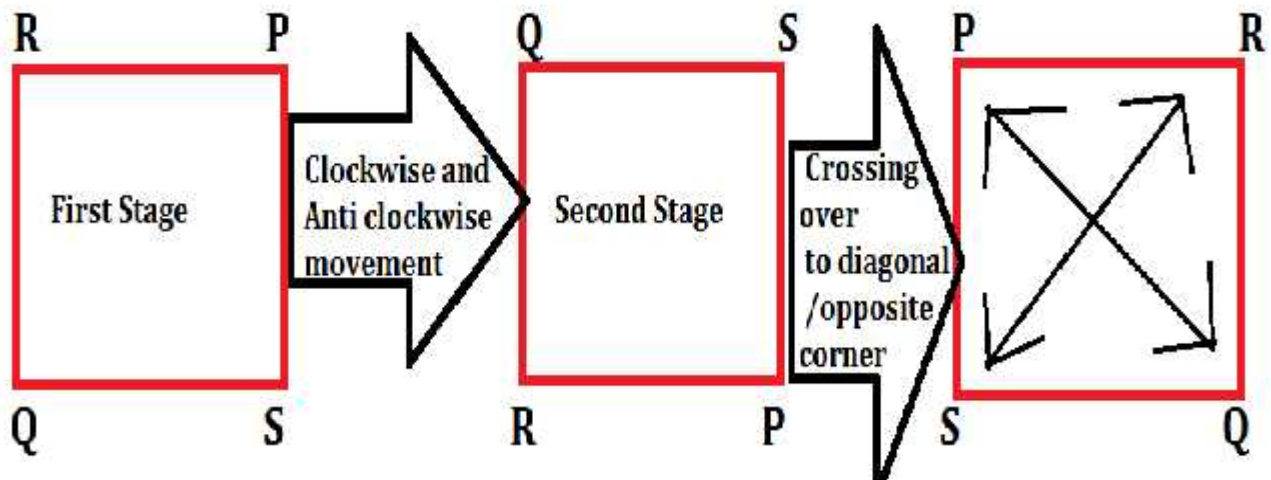 R P Q S P R
First Stage
Clockwise and
Anti clockwise
movement
Second Stage
Crossing
over
to diagonal
/opposite
corner
Q S R P S Q